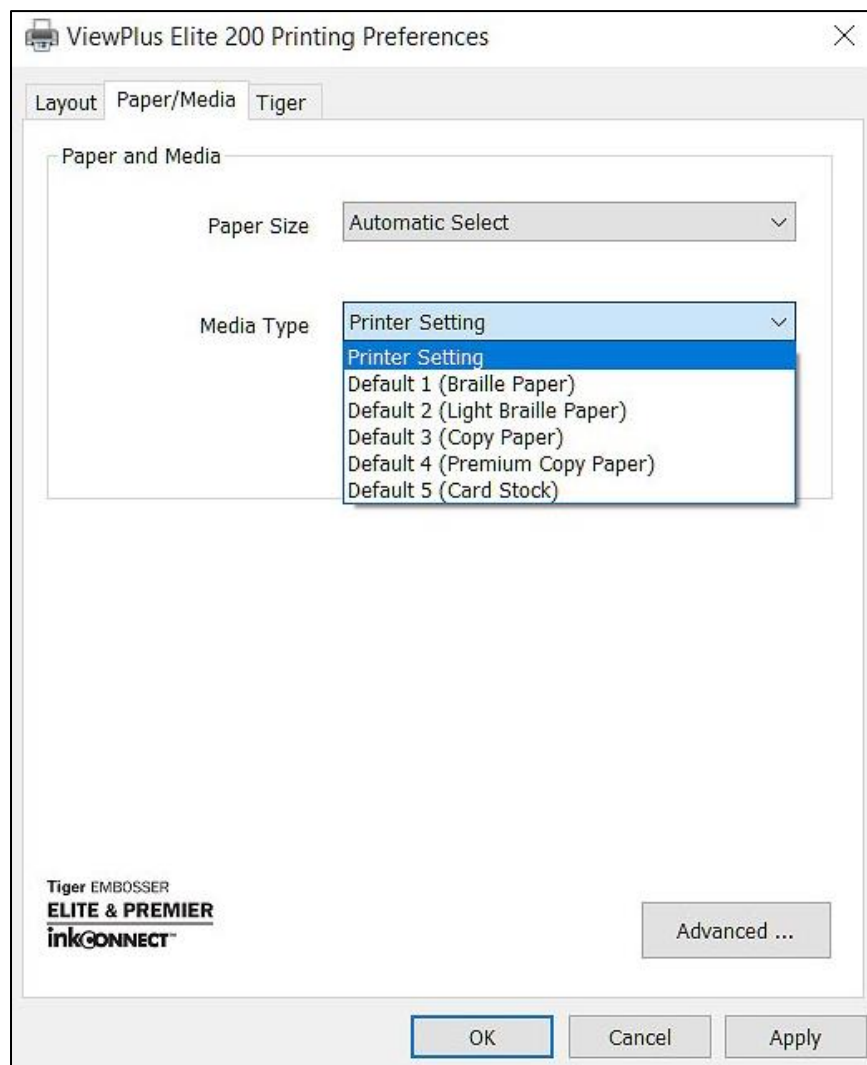 ViewPlus Elite 200 Printing Preferences
Layout Paper/Media Tiger
Paper and Media
Paper Size Automatic Select
Media Type Printer Setting
Printer Setting
Default 1 (Braille Paper)
Default 2 (Light Braille Paper)
Default 3 (Copy Paper)
Default 4 (Premium Copy Paper)
Default 5 (Card Stock)
Tiger EMBOSSER
ELITE & PREMIER
inkCONNECT™
Advanced ...
OK Cancel Apply